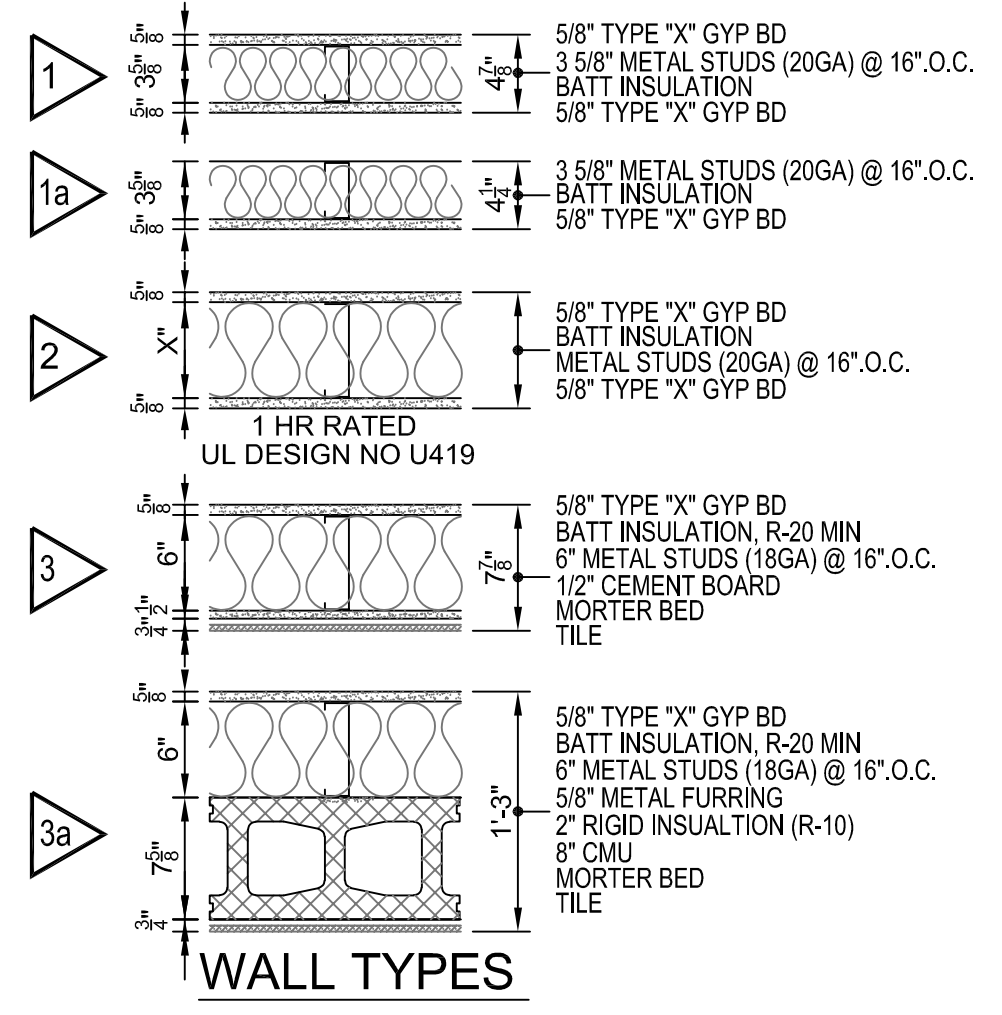 1
5/8"
3 5/8"
5/8"
4 7/8"
5/8" TYPE "X" GYP BD
3 5/8" METAL STUDS (20GA) @ 16".O.C.
BATT INSULATION
5/8" TYPE "X" GYP BD
1a
3 5/8"
5/8"
4 1/4"
3 5/8" METAL STUDS (20GA) @ 16".O.C.
BATT INSULATION
5/8" TYPE "X" GYP BD
2
5/8"
X"
5/8"
5/8" TYPE "X" GYP BD
BATT INSULATION
METAL STUDS (20GA) @ 16".O.C.
5/8" TYPE "X" GYP BD
1 HR RATED
UL DESIGN NO U419
3
5/8"
6"
1/2"
3/4"
7 7/8"
5/8" TYPE "X" GYP BD
BATT INSULATION, R-20 MIN
6" METAL STUDS (18GA) @ 16".O.C.
1/2" CEMENT BOARD
MORTER BED
TILE
3a
5/8"
6"
7 5/8"
3/4"
1'-3"
5/8" TYPE "X" GYP BD
BATT INSULATION, R-20 MIN
6" METAL STUDS (18GA) @ 16".O.C.
5/8" METAL FURRING
2" RIGID INSUALTION (R-10)
8" CMU
MORTER BED
TILE
WALL TYPES